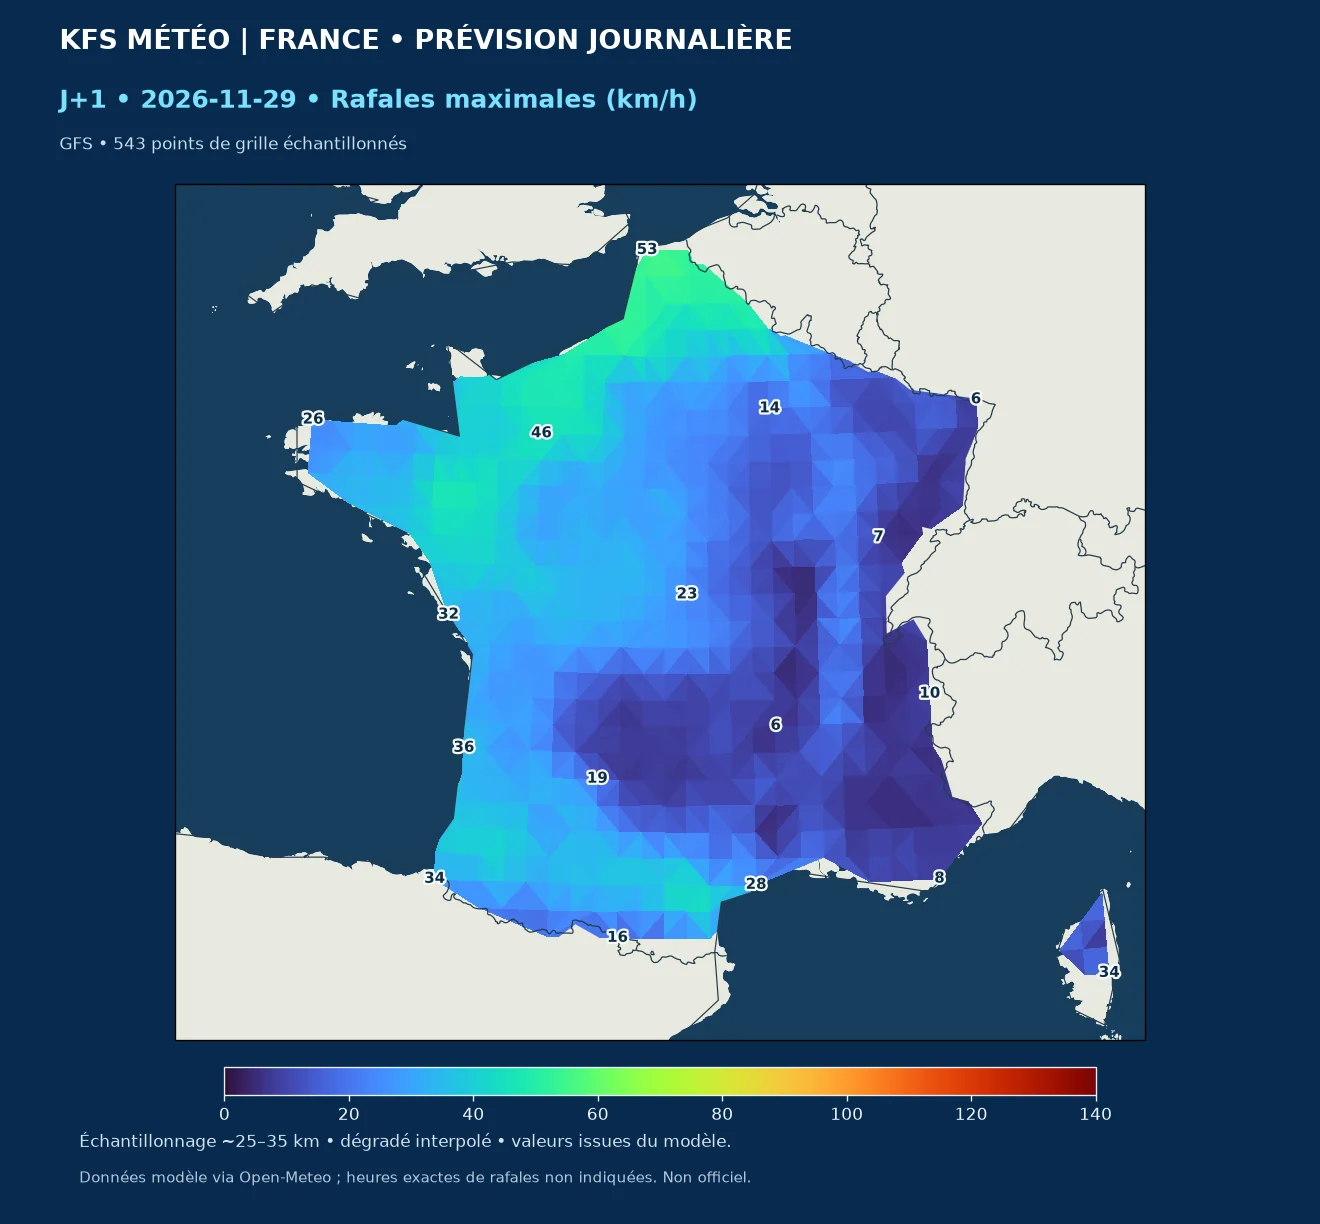 KFS MÉTÉO | FRANCE • PRÉVISION JOURNALIÈRE
J+1 • 2026-11-29 • Rafales maximales (km/h)
GFS • 543 points de grille échantillonnés
53
6
14
26
46
7
23
32
10
6
36
19
34
8
28
16
34
0 20 40 60 80 100 120 140
Échantillonnage ~25–35 km • dégradé interpolé • valeurs issues du modèle.
Données modèle via Open-Meteo ; heures exactes de rafales non indiquées. Non officiel.